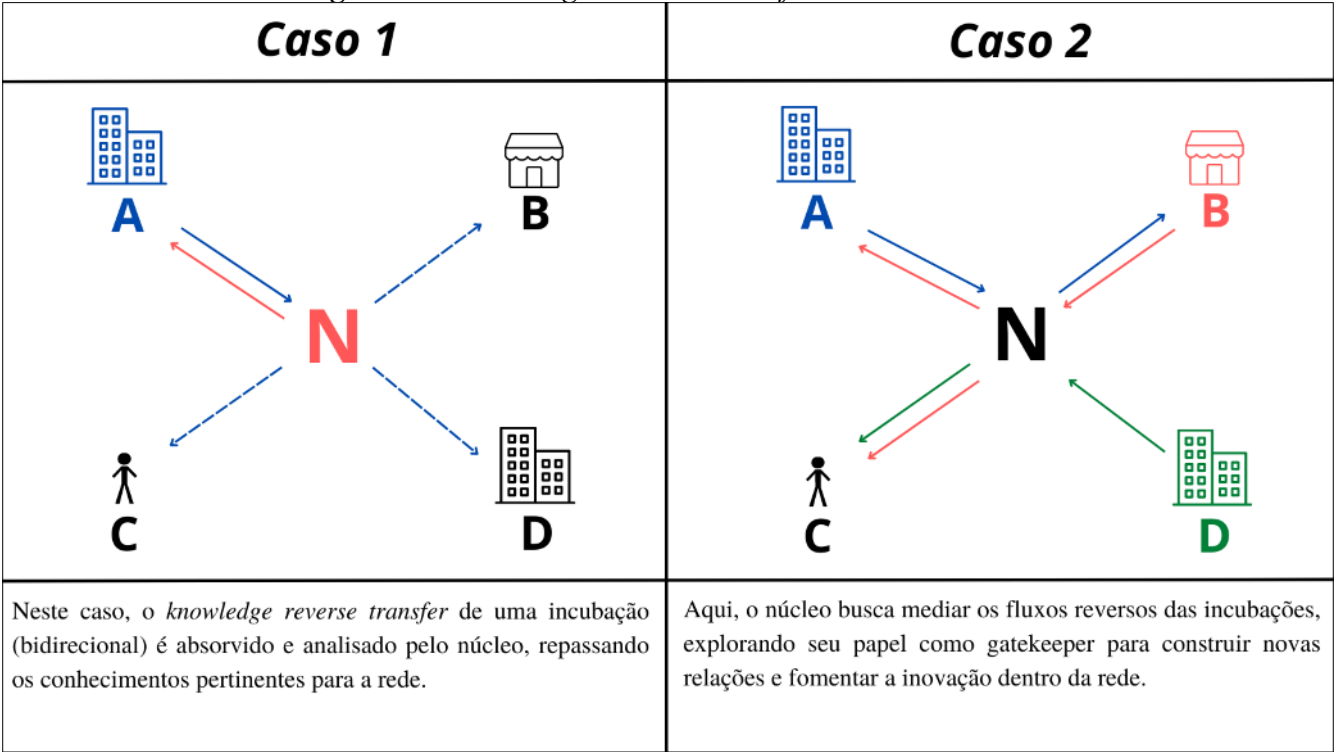 Caso 1
Caso 2
A
B
N
C
D
A
B
N
C
D
Neste caso, o knowledge reverse transfer de uma incubação
(bidirecional) é absorvido e analisado pelo núcleo, repassando
os conhecimentos pertinentes para a rede.
Aqui, o núcleo busca mediar os fluxos reversos das incubações,
explorando seu papel como gatekeeper para construir novas
relações e fomentar a inovação dentro da rede.